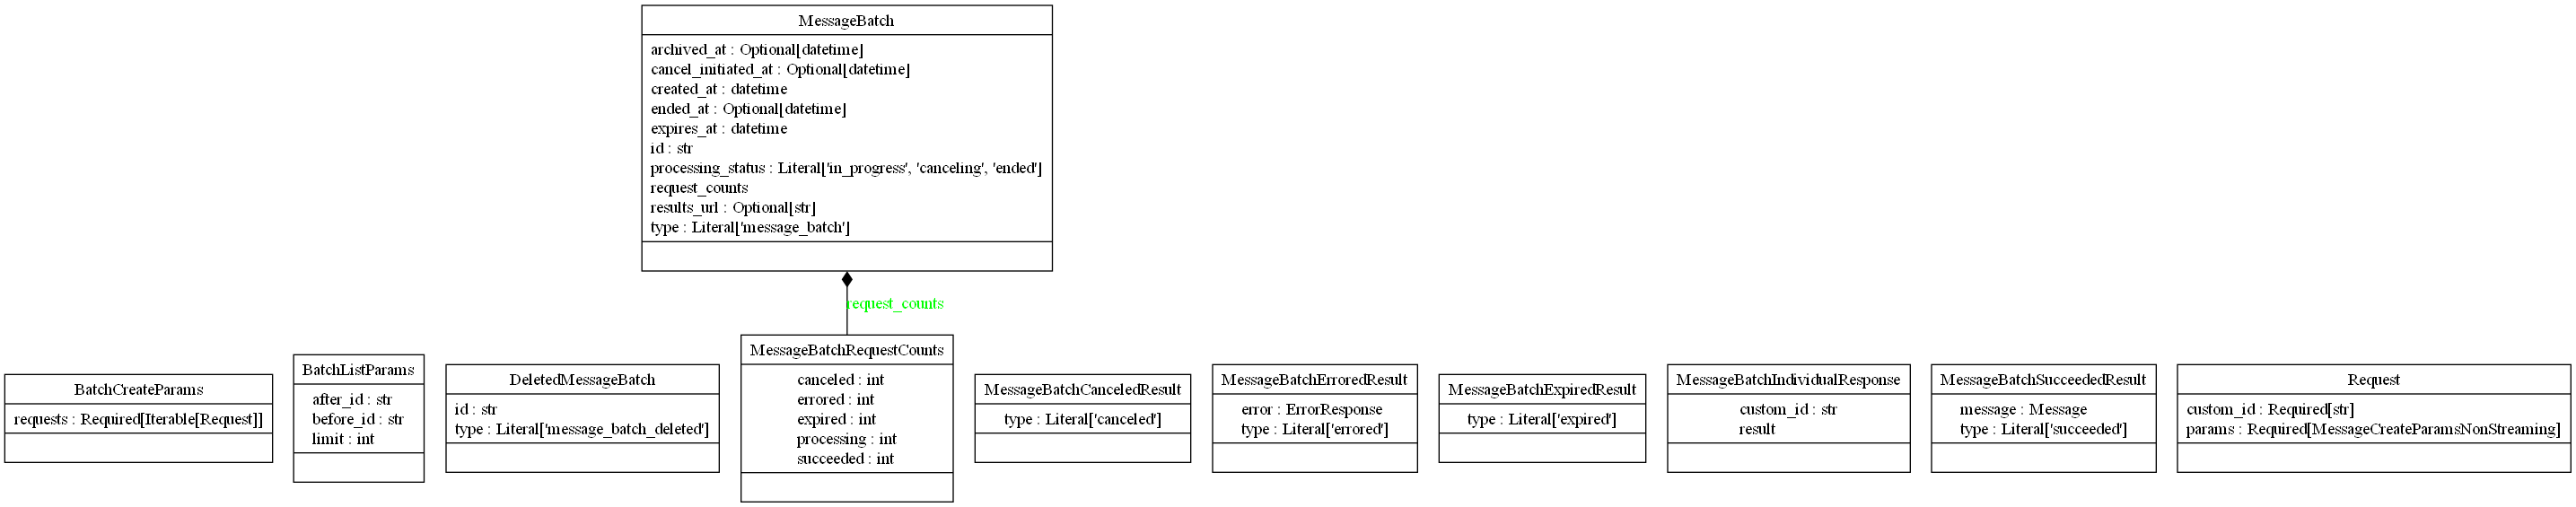 MessageBatch
archived_at : Optional[datetime]
cancel_initiated_at : Optional[datetime]
created_at : datetime
ended_at : Optional[datetime]
expires_at : datetime
id : str
processing_status : Literal['in_progress', 'canceling', 'ended']
request_counts
results_url : Optional[str]
type : Literal['message_batch']
request_counts
BatchCreateParams
requests : Required[Iterable[Request]]
BatchListParams
after_id : str
before_id : str
limit : int
DeletedMessageBatch
id : str
type : Literal['message_batch_deleted']
MessageBatchRequestCounts
canceled : int
errored : int
expired : int
processing : int
succeeded : int
MessageBatchCanceledResult
type : Literal['canceled']
MessageBatchErroredResult
error : ErrorResponse
type : Literal['errored']
MessageBatchExpiredResult
type : Literal['expired']
MessageBatchIndividualResponse
custom_id : str
result
MessageBatchSucceededResult
message : Message
type : Literal['succeeded']
Request
custom_id : Required[str]
params : Required[MessageCreateParamsNonStreaming]